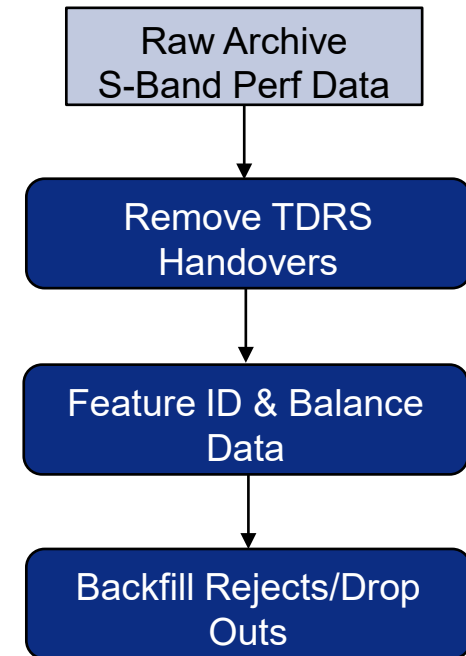 Raw Archive
S-Band Perf Data
Remove TDRS
Handovers
Feature ID & Balance
Data
Backfill Rejects/Drop
Outs